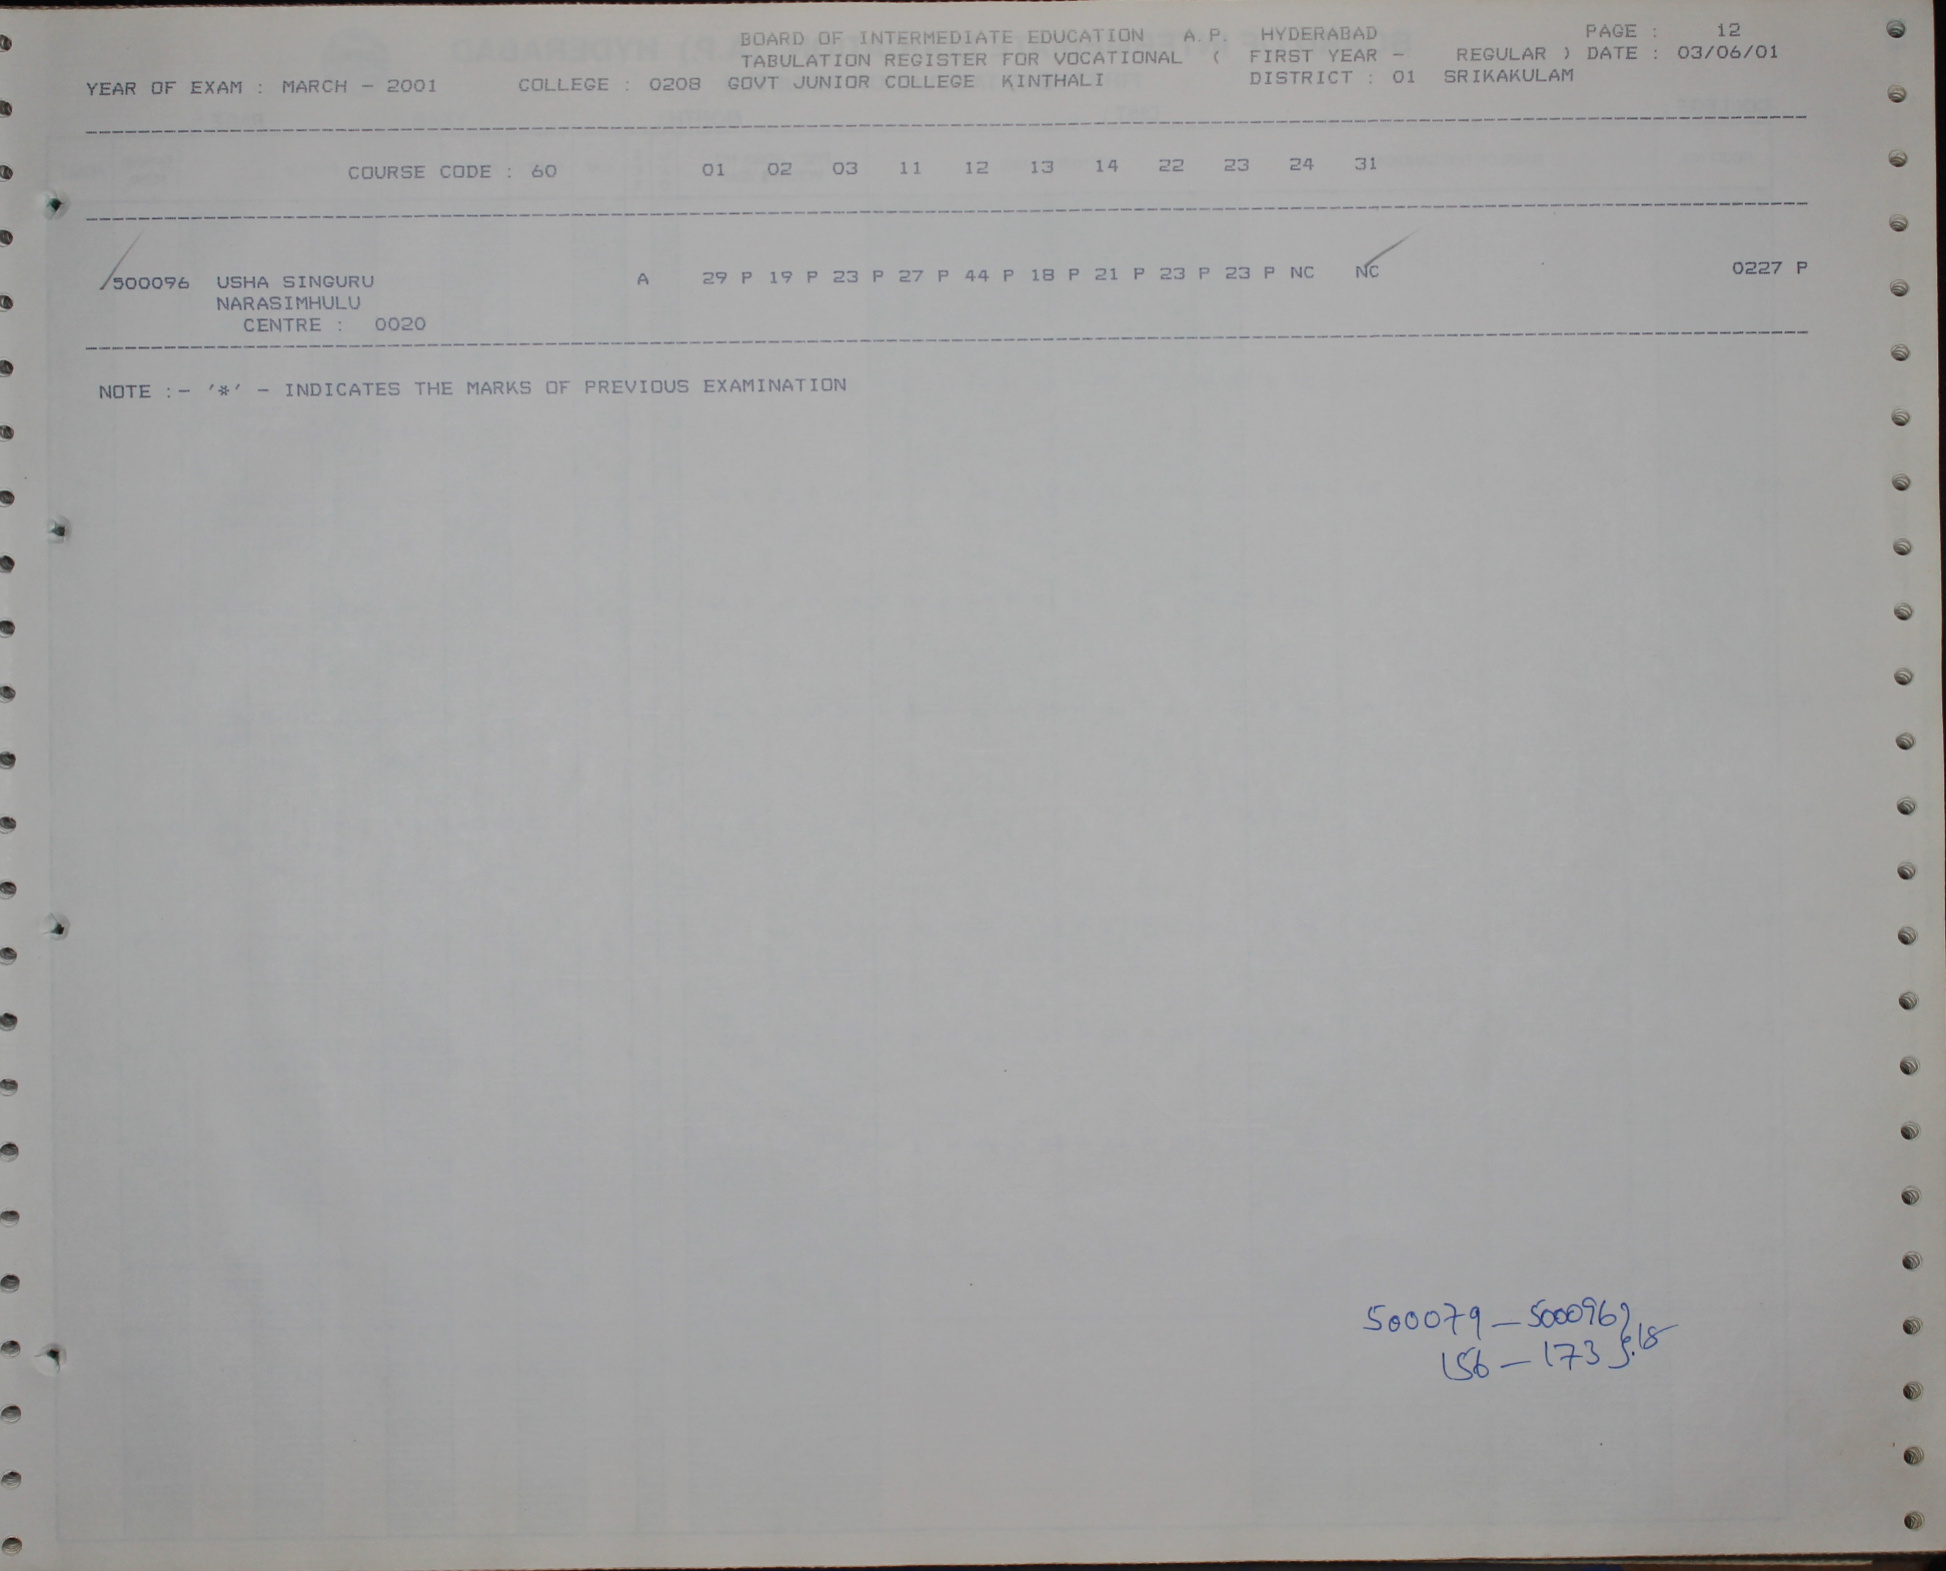 BOARD OF INTERMEDIATE EDUCATION A.P. HYDERABAD PAGE : 12
TABULATION REGISTER FOR VOCATIONAL ( FIRST YEAR - REGULAR ) DATE : 03/06/01
YEAR OF EXAM : MARCH - 2001 COLLEGE : 0208 GOVT JUNIOR COLLEGE KINTHALI DISTRICT : 01 SRIKAKULAM
COURSE CODE : 60 01 02 03 11 12 13 14 22 23 24 31
500096 USHA SINGURU A 29 P 19 P 23 P 27 P 44 P 18 P 21 P 23 P 23 P NC NC 0227 P
NARASIMHULU
CENTRE : 0020
NOTE :- '*' - INDICATES THE MARKS OF PREVIOUS EXAMINATION
500079 - 500096
156 - 173 } 18